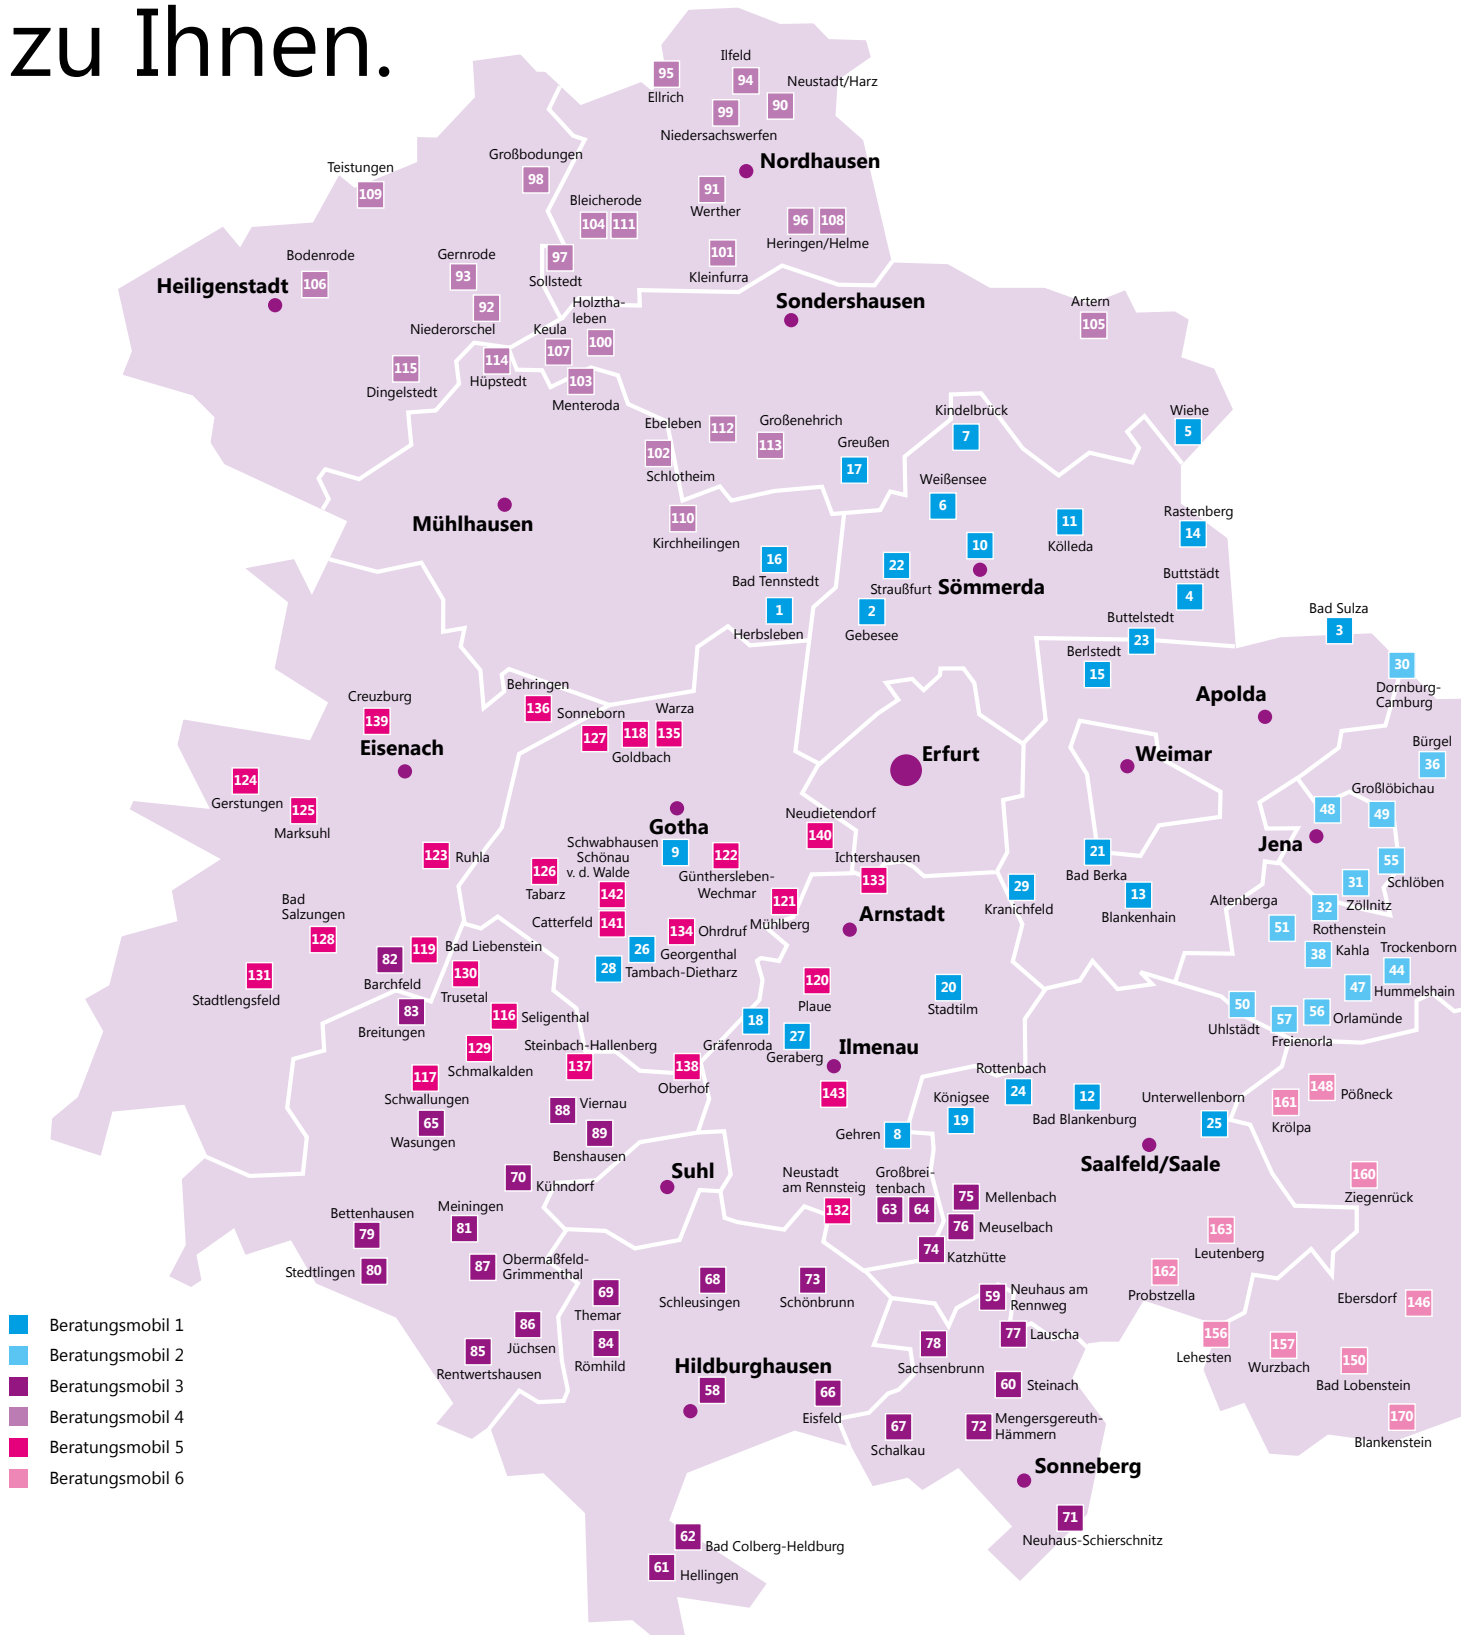 zu Ihnen.
Ilfeld
95
94
Neustadt/Harz
Ellrich
99
90
Niedersachswerfen
Großbodungen
Nordhausen
Teistungen
98
109
91
Bleicherode
Werther
104
111
96
108
Heringen/Helme
Bodenrode
Gernrode
97
101
Sollstedt
Kleinfurra
93
Heiligenstadt
106
92
Niederorschel
Holztha-
leben
Sondershausen
Artern
105
Keula
100
107
114
Hüpstedt
115
Dingelstedt
103
Menteroda
Kindelbrück
Wiehe
Ebeleben
112
Großenehrich
7
5
102
113
Greußen
Schlotheim
17
Weißensee
6
Mühlhausen
110
Kirchheilingen
11
Kölleda
Rastenberg
14
10
16
Bad Tennstedt
22
Straußfurt
Sömmerda
Buttstädt
4
1
Herbsleben
2
Gebesee
Buttelstedt
Bad Sulza
3
23
Berlstedt
15
30
Dornburg-
Camburg
Behringen
Apolda
Creuzburg
136
Sonneborn
Warza
139
127
118
135
Goldbach
Eisenach
Erfurt
Weimar
Bürgel
36
124
Gerstungen
125
Marksuhl
Großlöbichau
48
49
Gotha
Neudietendorf
140
Jena
123
Ruhla
Schwabhausen
9
122
Günthersleben-
Wechmar
Ichtershausen
133
21
Bad Berka
55
Schlöben
Schönau
v. d. Walde
126
Tabarz
142
31
Zöllnitz
29
Kranichfeld
13
Blankenhain
Altenberga
32
Rothenstein
Bad
Salzungen
121
Mühlberg
Arnstadt
Catterfeld
141
134
Ohrdruf
51
128
119
Bad Liebenstein
26
Georgenthal
38
Kahla
Trockenborn
82
Barchfeld
28
Tambach-Dietharz
44
131
Stadtlengsfeld
130
Trusetal
120
Plaue
20
Stadtilm
47
Hummelshain
83
Breitungen
116
Seligenthal
18
Gräfenroda
50
Uhlstädt
56
Orlamünde
57
Freienorla
27
Geraberg
Ilmenau
129
Schmalkalden
Steinbach-Hallenberg
137
138
Oberhof
117
Schwallungen
143
Rottenbach
24
12
Bad Blankenburg
Unterwellenborn
25
148
Pößneck
161
Krölpa
Königsee
19
65
Wasungen
88
Viernau
89
Benshausen
Gehren
8
Saalfeld/Saale
Suhl
70
Kühndorf
Neustadt
am Rennsteig
132
Großbrei-
tenbach
63
64
75
Mellenbach
160
Ziegenrück
Bettenhausen
79
Meiningen
81
76
Meuselbach
163
Leutenberg
74
Katzhütte
Stedtlingen
80
87
Obermaßfeld-
Grimmenthal
68
Schleusingen
73
Schönbrunn
162
Probstzella
69
Themar
59
Neuhaus am
Rennweg
Ebersdorf
146
86
Jüchsen
84
Römhild
77
Lauscha
78
Sachsenbrunn
156
Lehesten
157
Wurzbach
150
Bad Lobenstein
85
Rentwertshausen
Hildburghausen
58
66
Eisfeld
60
Steinach
170
Blankenstein
67
Schalkau
72
Mengersgereuth-
Hämmern
Sonneberg
71
Neuhaus-Schierschnitz
62
Bad Colberg-Heldburg
61
Hellingen
Beratungsmobil 1
Beratungsmobil 2
Beratungsmobil 3
Beratungsmobil 4
Beratungsmobil 5
Beratungsmobil 6